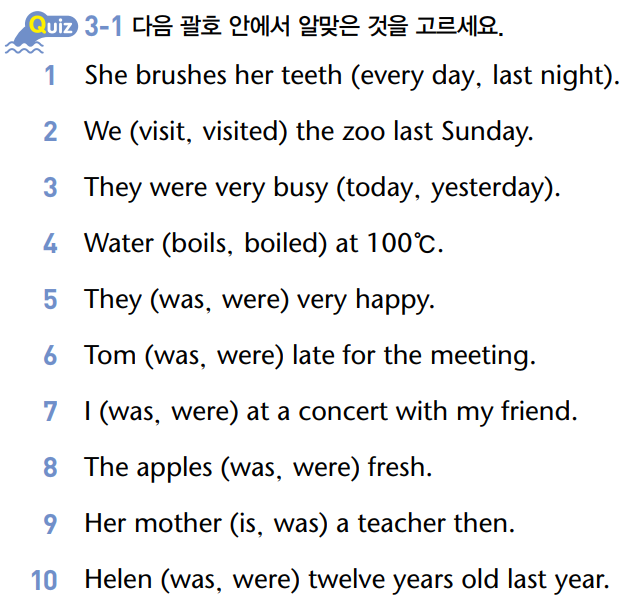 Quiz 3-1 다음 괄호 안에서 알맞은 것을 고르세요.
1 She brushes her teeth (every day, last night).
2 We (visit, visited) the zoo last Sunday.
3 They were very busy (today, yesterday).
4 Water (boils, boiled) at 100℃.
5 They (was, were) very happy.
6 Tom (was, were) late for the meeting.
7 I (was, were) at a concert with my friend.
8 The apples (was, were) fresh.
9 Her mother (is, was) a teacher then.
10 Helen (was, were) twelve years old last year.